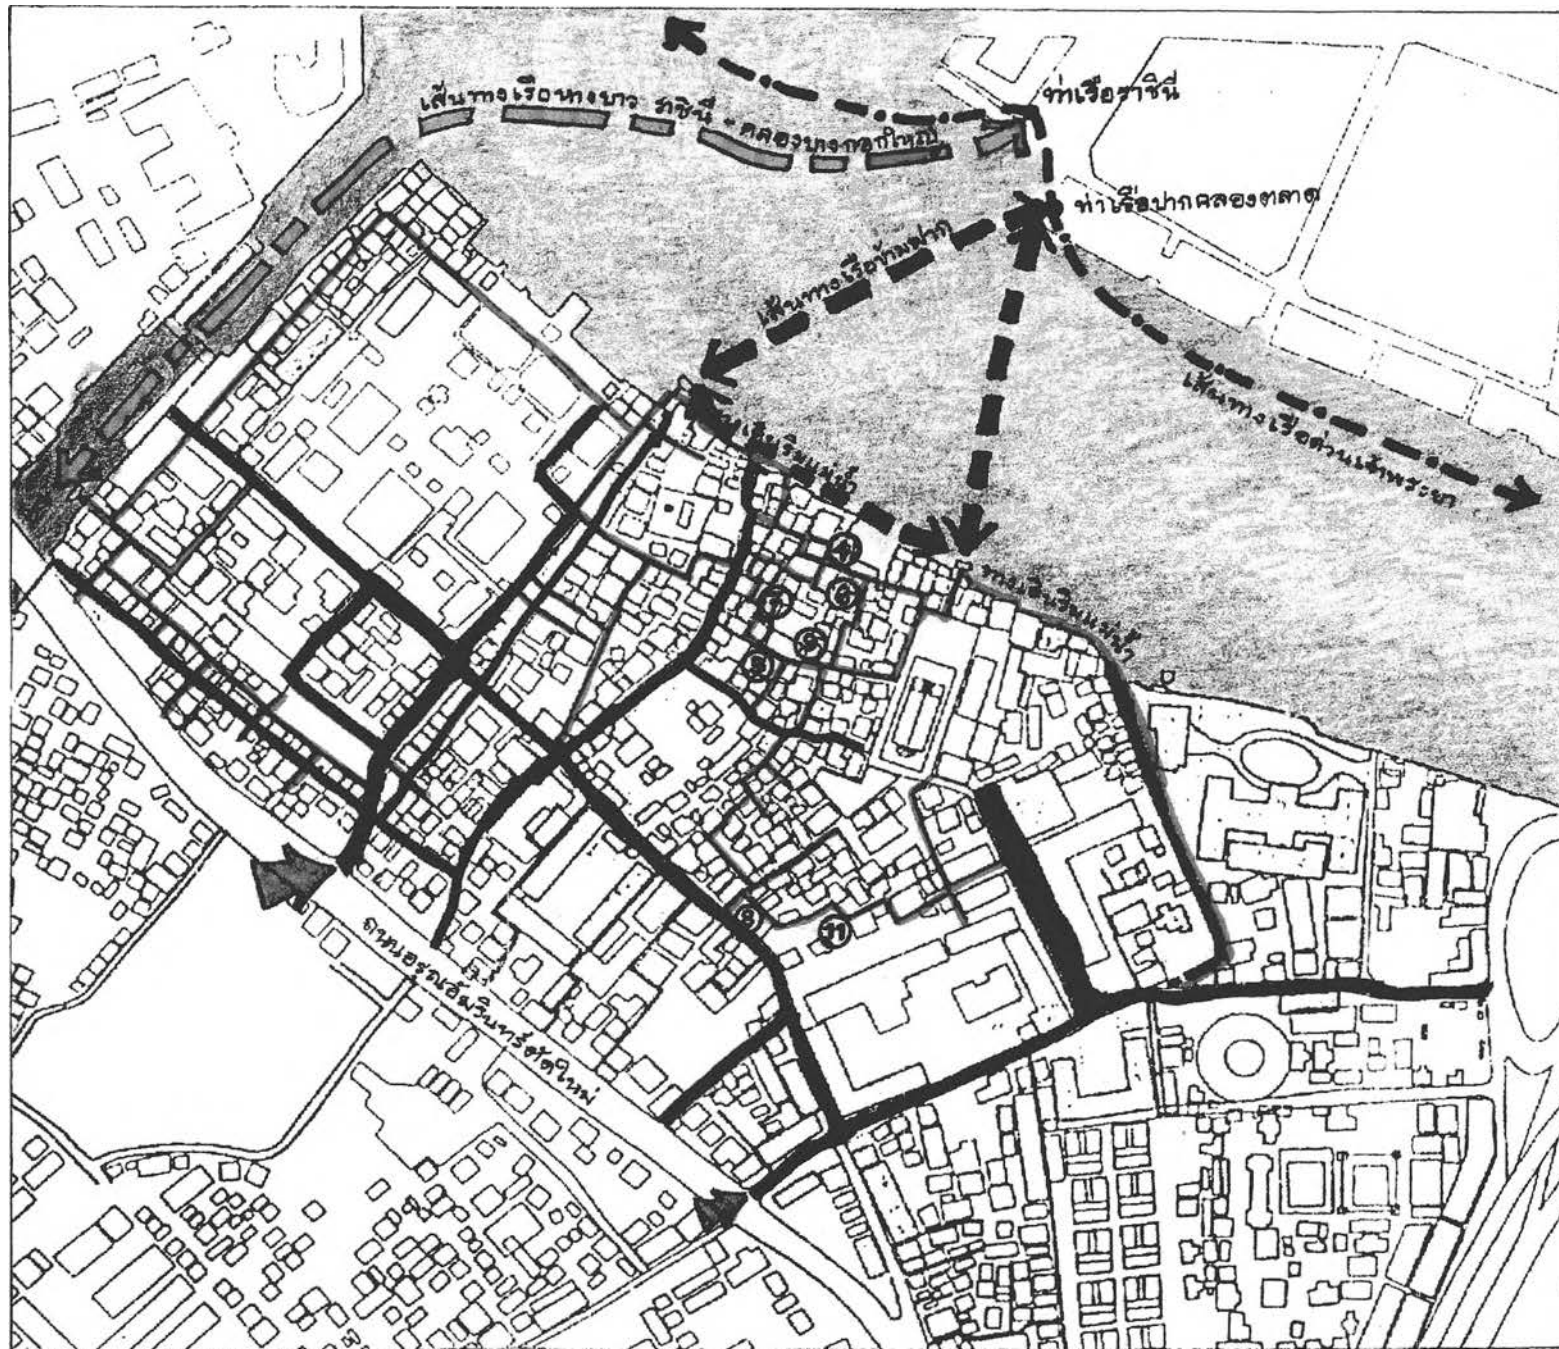 ท่าเรือราชินี
เส้นทางเรือหางยาว ราชินี - คลองบางกอกใหญ่
ท่าเรือปากคลองตลาด
เส้นทางเรือข้ามฟาก
เส้นทางเรือด่วนเจ้าพระยา
ทางเดินริมแม่น้ำ
4
6
7
9
5
ทางเดินริมแม่น้ำ
8
11
ถนนอรุณอัมรินทร์ตัดใหม่